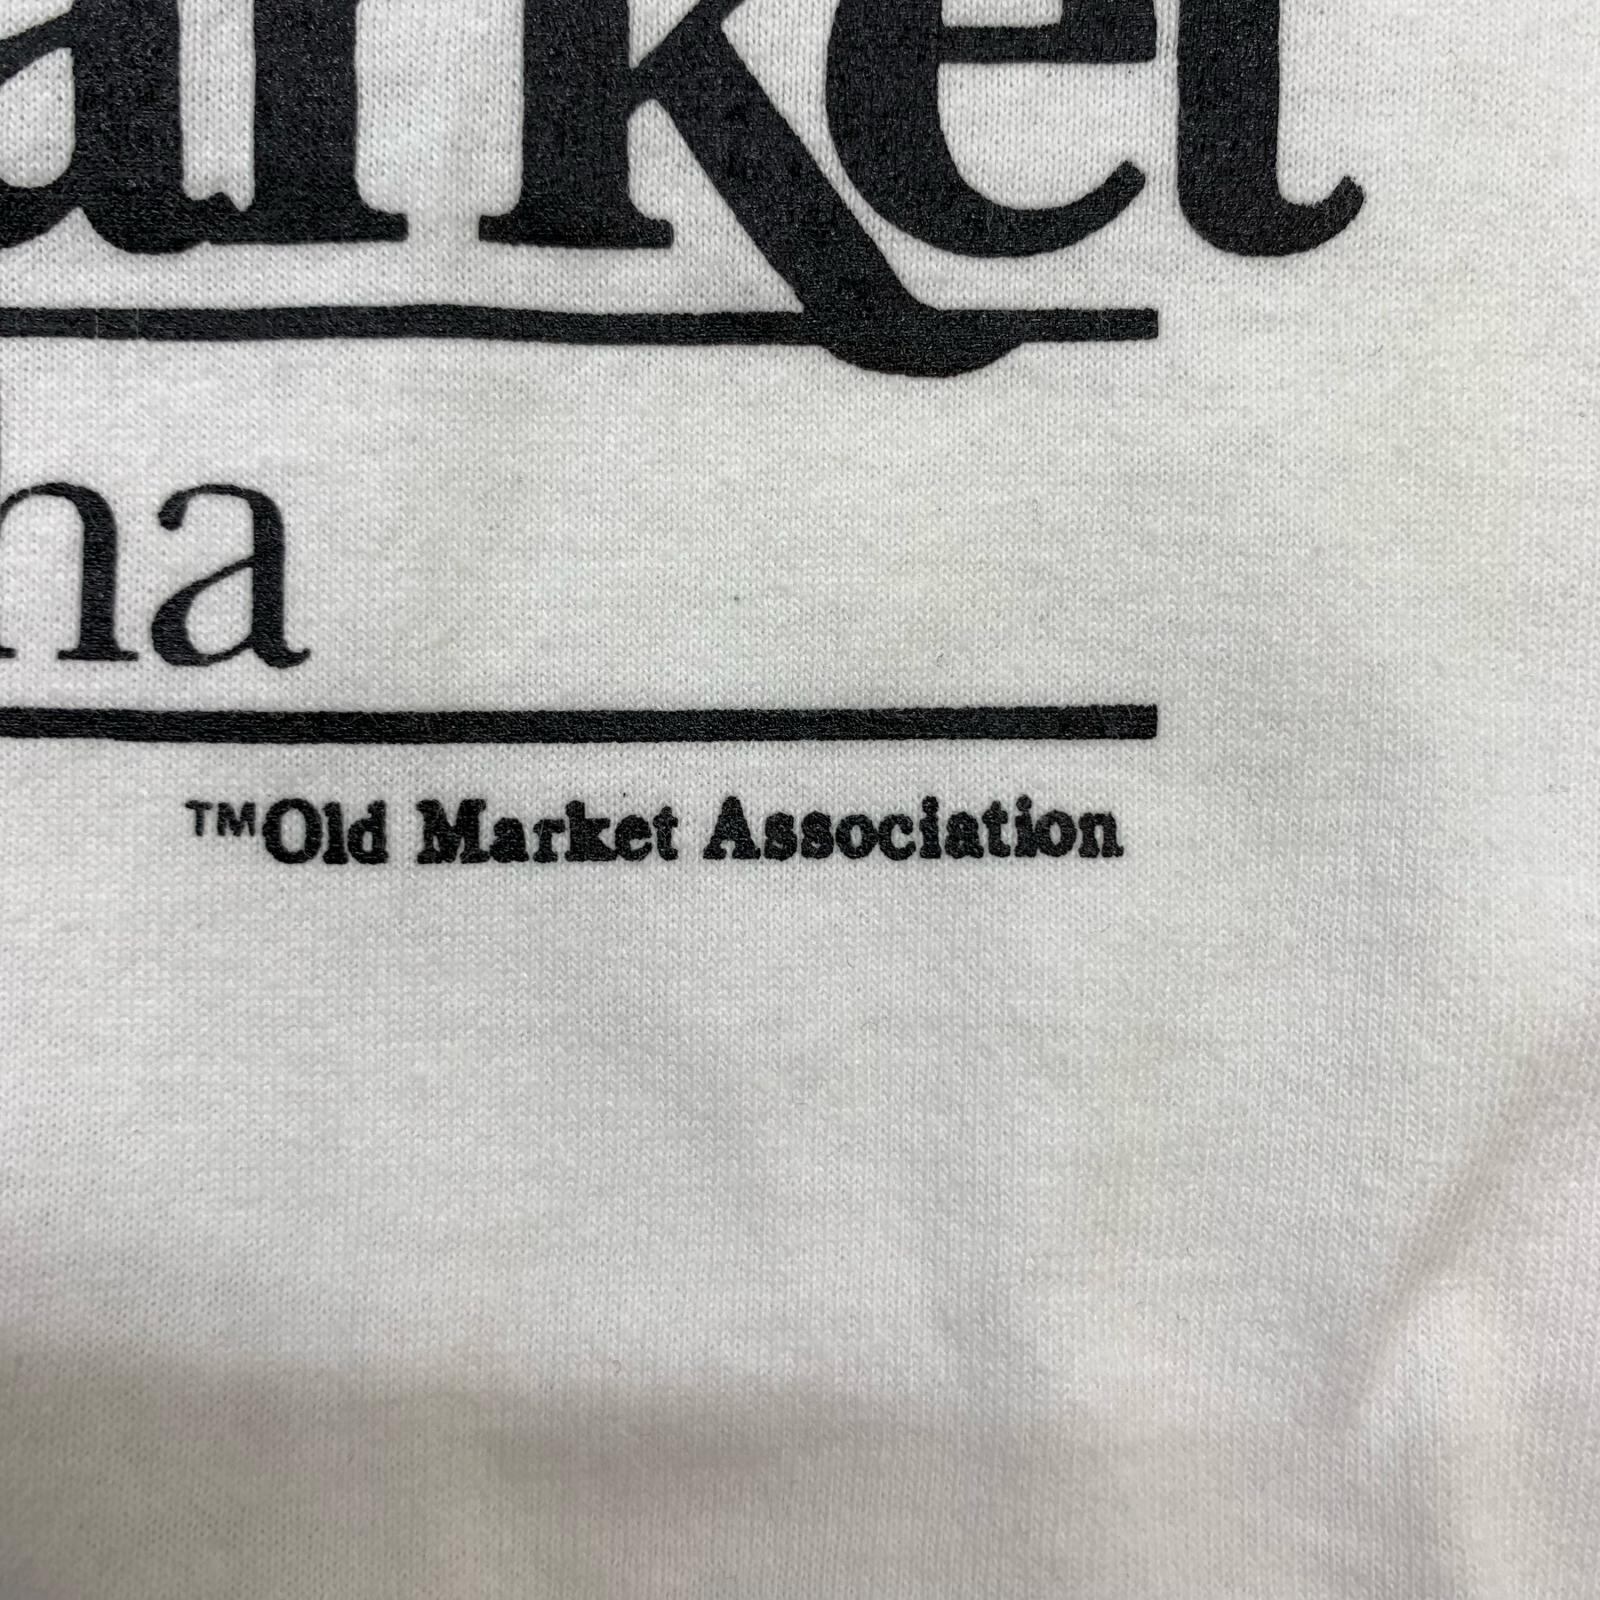 arket
ha
™Old Market Association